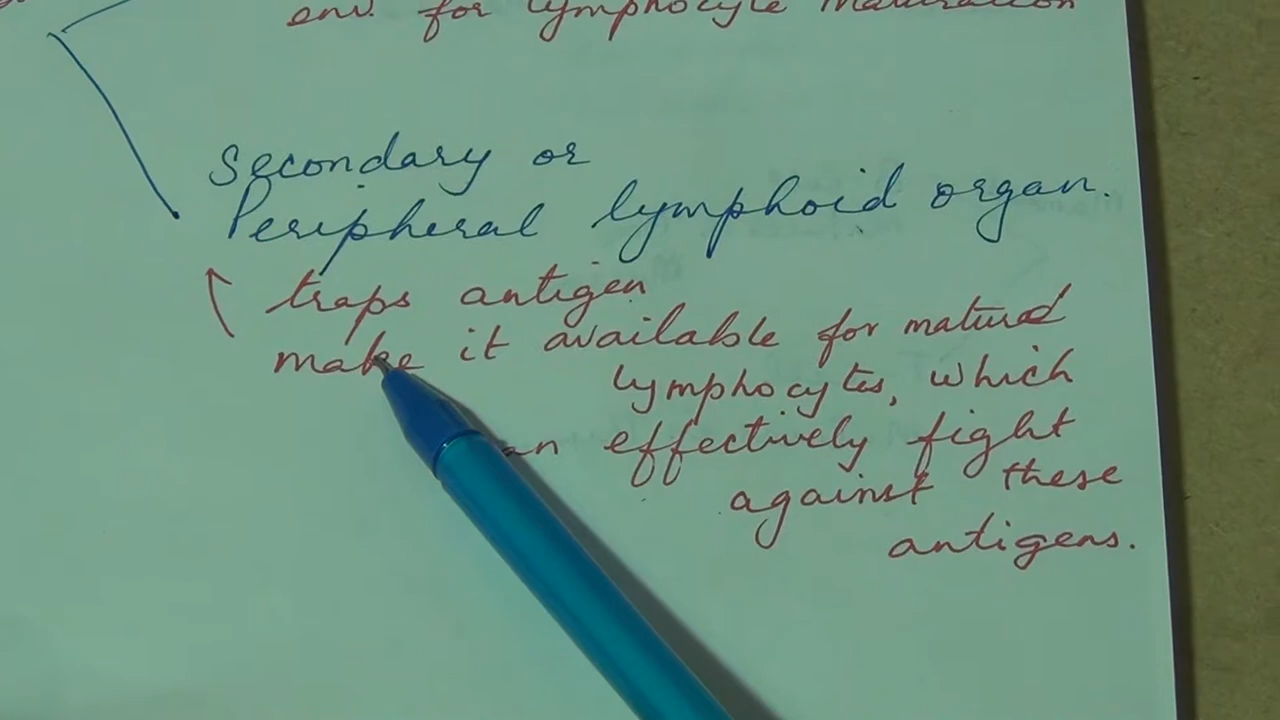 env. for lymphocyte Maturation
Secondary or
Peripheral lymphoid organ.
traps antigen
make it available for matured
lymphocytes, which
an effectively fight
against these
antigens.